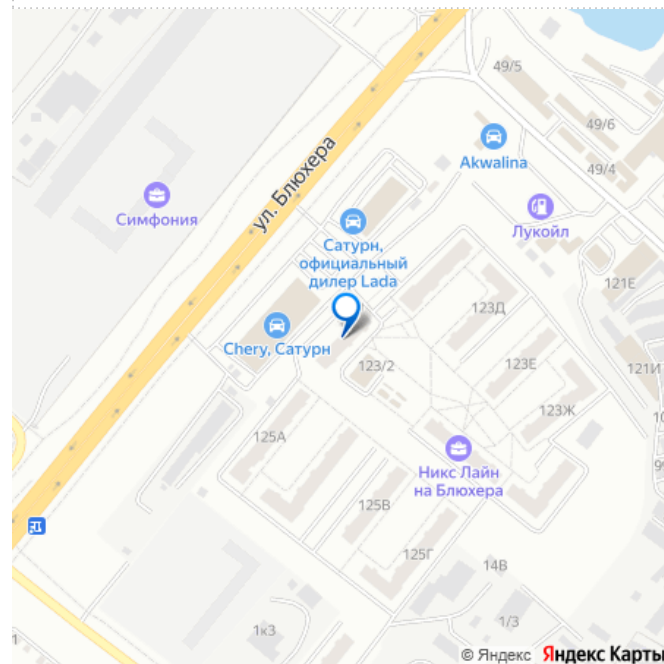 49/5
49/6
Akwalina
49/4
ул. Блюхера
Симфония
Лукойл
Сатурн,
официальный
дилер Lada
121Е
123Д
Chery, Сатурн
123/2
123Е
121И
123Ж
125А
Никс Лайн
на Блюхера
125В
125Г
14В
1к3
1/3
1
© Яндекс Яндекс Карты